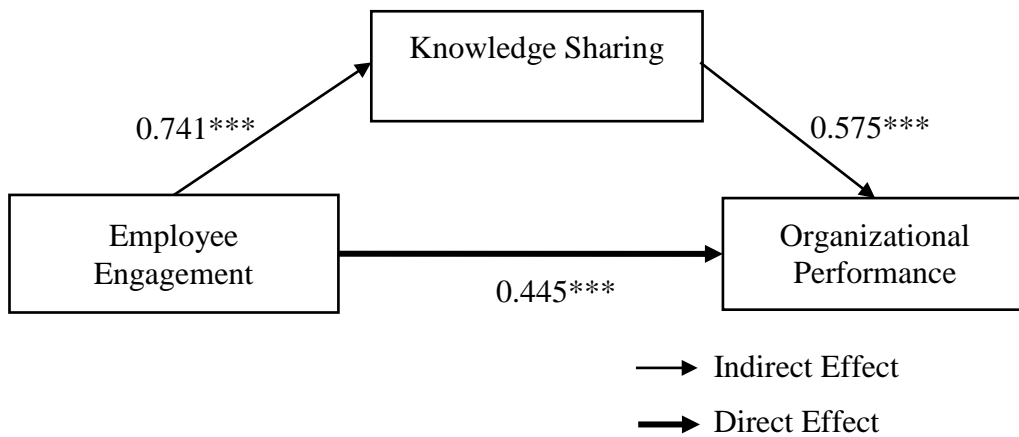 Knowledge Sharing
0.741***
0.575***
Employee
Engagement
Organizational
Performance
0.445***
Indirect Effect
Direct Effect